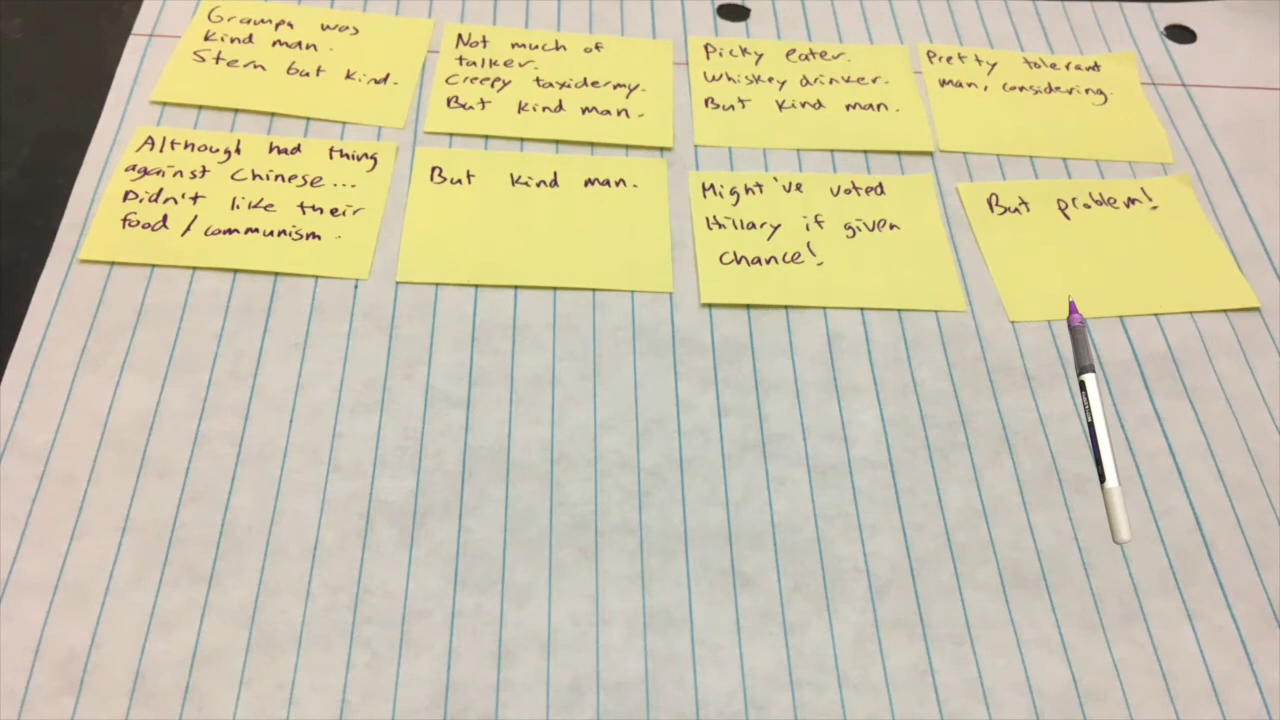 Grampa was
kind man.
Stern but kind.
Not much of
talker.
Creepy taxidermy.
But kind man.
Picky eater.
Whiskey drinker.
But kind man.
Pretty tolerant
man, considering.
Although had thing
against Chinese...
Didn't like their
food / communism.
But kind man.
Might've voted
Hillary if given
chance!
But problem!